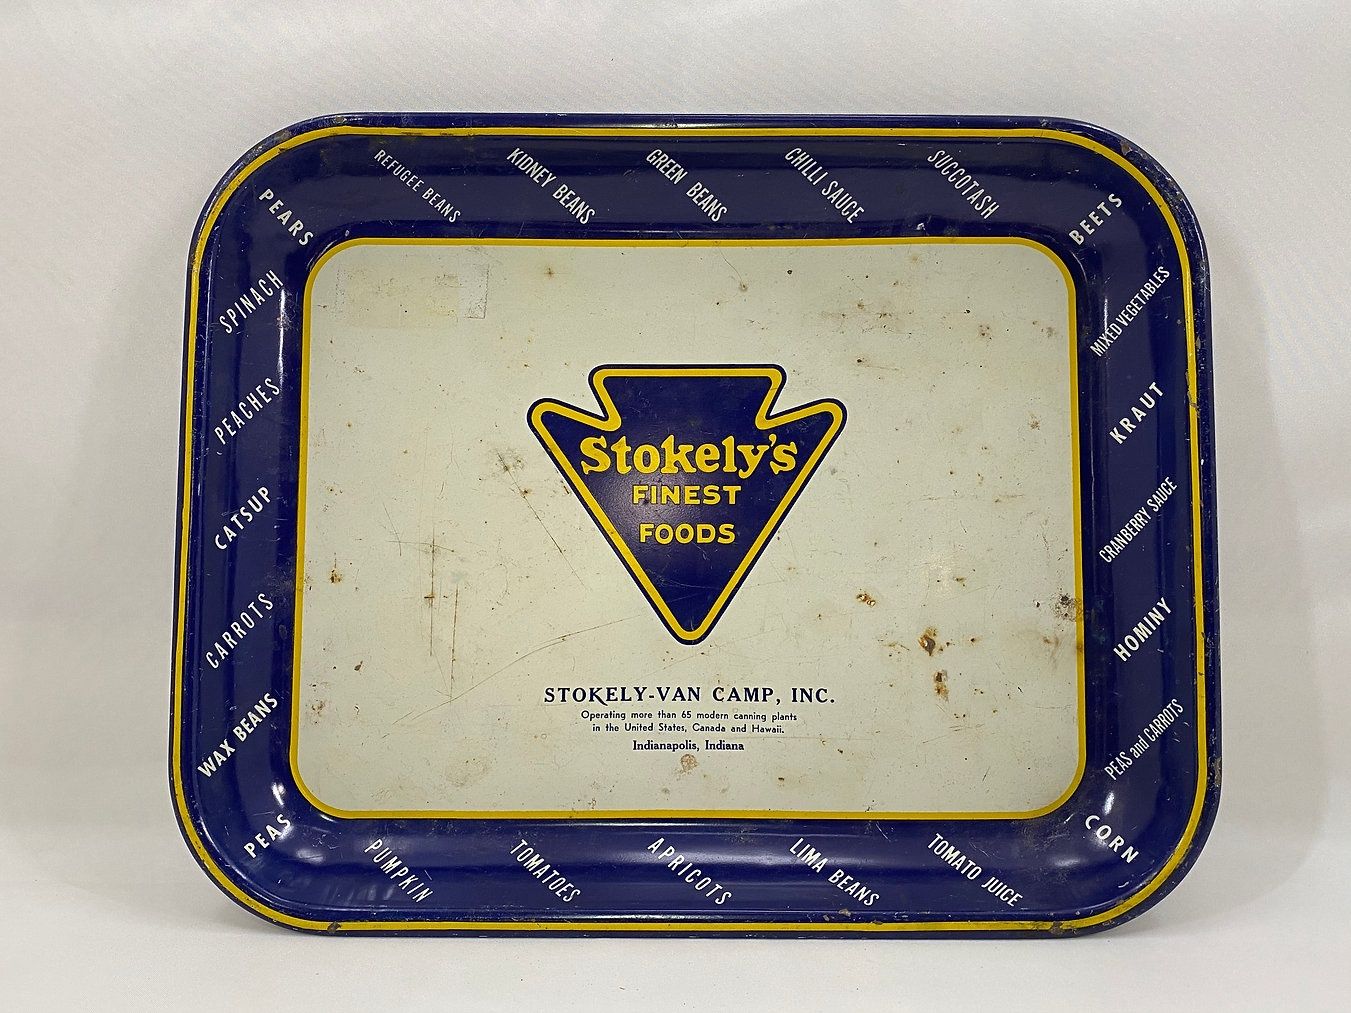 PEARS
REFUGEE BEANS
KIDNEY BEANS
GREEN BEANS
CHILLI SAUCE
SUCCOTASH
BEETS
MIXED VEGETABLES
KRAUT
CRANBERRY SAUCE
HOMINY
PEAS and CARROTS
CORN
SPINACH
PEACHES
CATSUP
CARROTS
WAX BEANS
PEAS
PUMPKIN
TOMATOES
APRICOTS
LIMA BEANS
TOMATO JUICE
Stokely's
FINEST
FOODS
STOKELY-VAN CAMP, INC.
Operating more than 65 modern canning plants
in the United States, Canada and Hawaii.
Indianapolis, Indiana